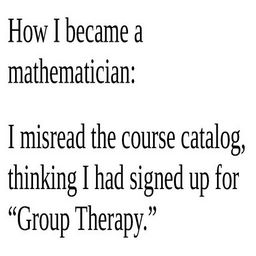 How I became a
mathematician:
I misread the course catalog,
thinking I had signed up for
“Group Therapy.”